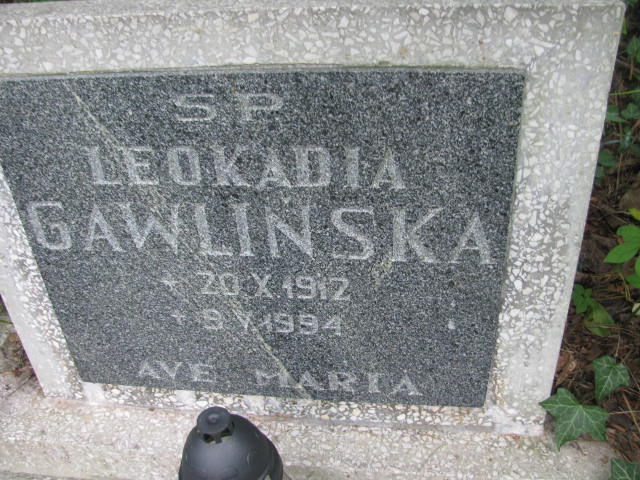 SP
LEOKADIA
GAWLIŃSKA
* 20 X 1912
+ 9 V 1994
AVE MARIA